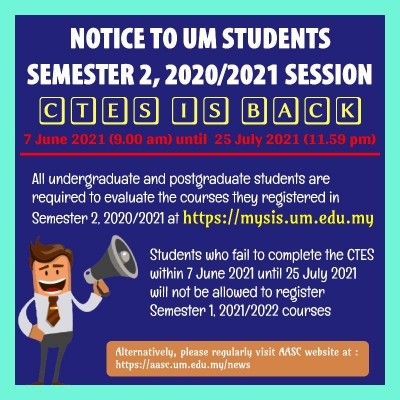 NOTICE TO UM STUDENTS
SEMESTER 2, 2020/2021 SESSION
CTES IS BACK
7 June 2021 (9.00 am) until 25 July 2021 (11.59 pm)
All undergraduate and postgraduate students are
required to evaluate the courses they registered in
Semester 2, 2020/2021 at https://mysis.um.edu.my
Students who fail to complete the CTES
within 7 June 2021 until 25 July 2021
will not be allowed to register
Semester 1, 2021/2022 courses
Alternatively, please regularly visit AASC website at :
https://aasc.um.edu.my/news